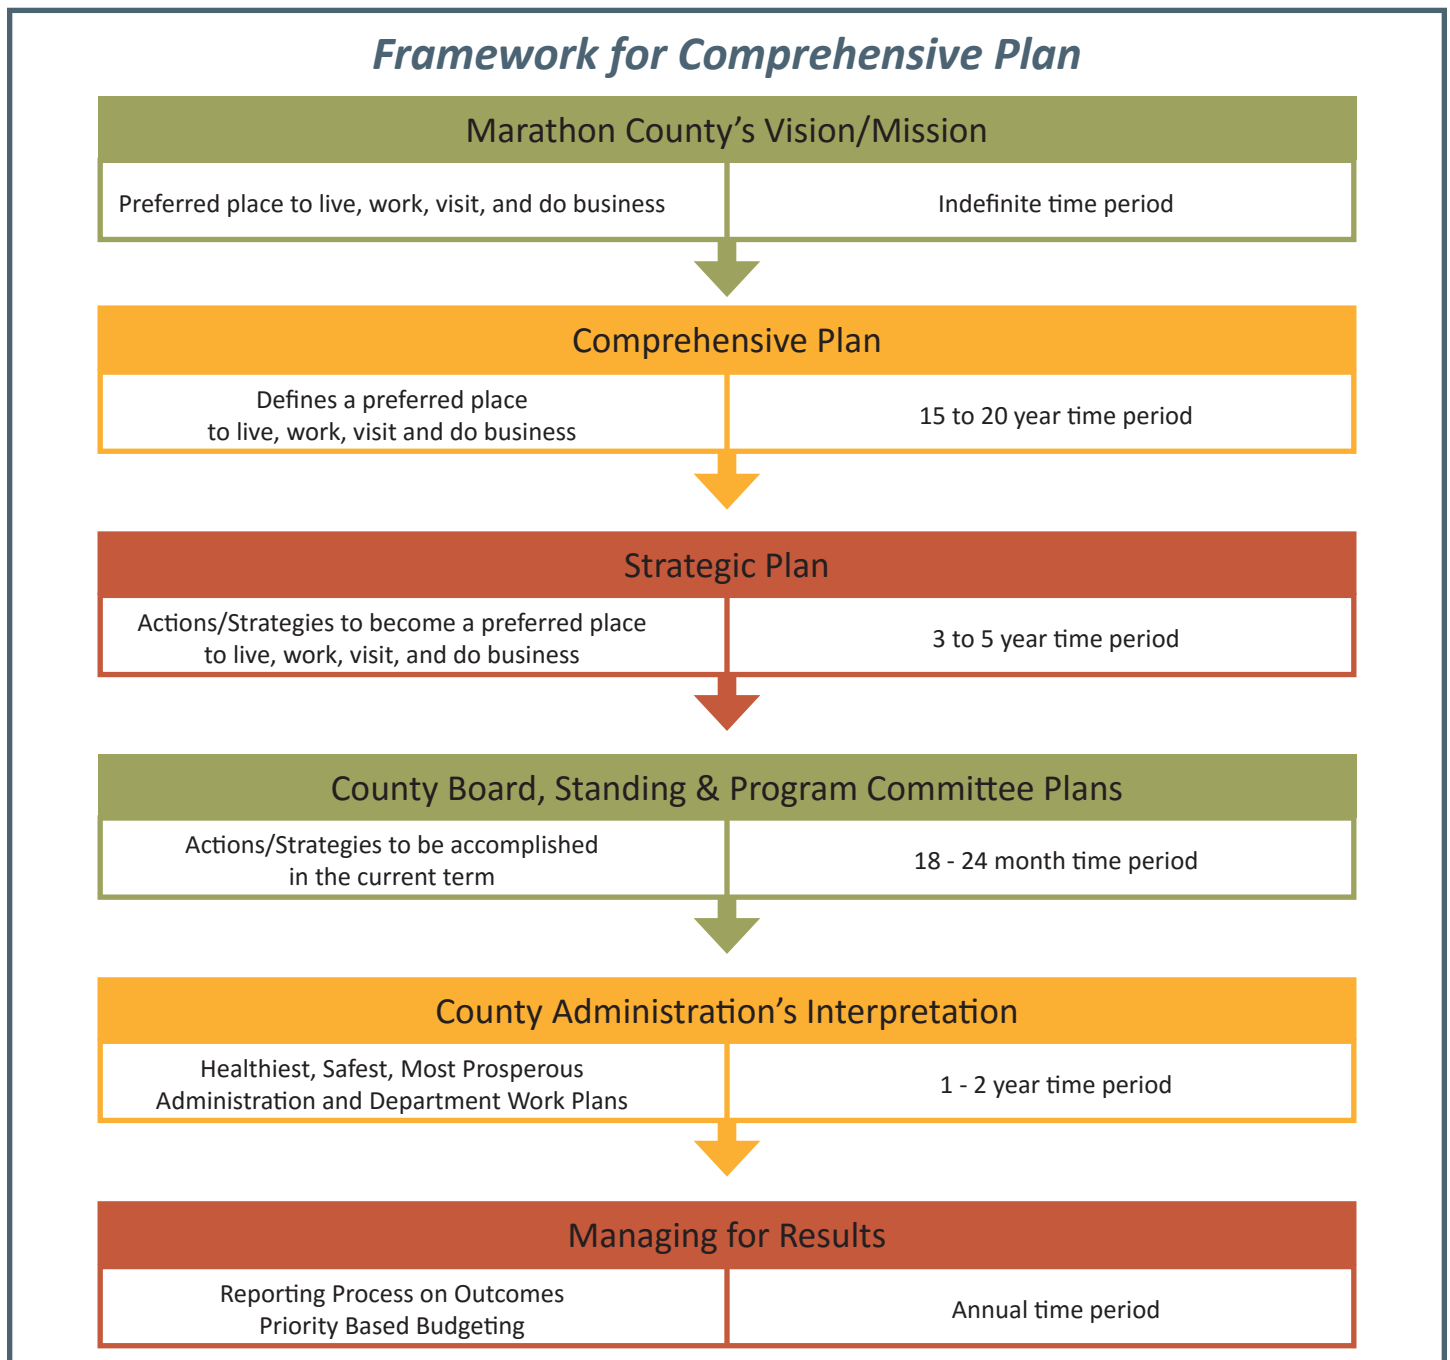 Framework for Comprehensive Plan
Marathon County’s Vision/Mission
Preferred place to live, work, visit, and do business
Indefinite time period
Comprehensive Plan
Defines a preferred place
to live, work, visit and do business
15 to 20 year time period
Strategic Plan
Actions/Strategies to become a preferred place
to live, work, visit, and do business
3 to 5 year time period
County Board, Standing & Program Committee Plans
Actions/Strategies to be accomplished
in the current term
18 - 24 month time period
County Administration’s Interpretation
Healthiest, Safest, Most Prosperous
Administration and Department Work Plans
1 - 2 year time period
Managing for Results
Reporting Process on Outcomes
Priority Based Budgeting
Annual time period